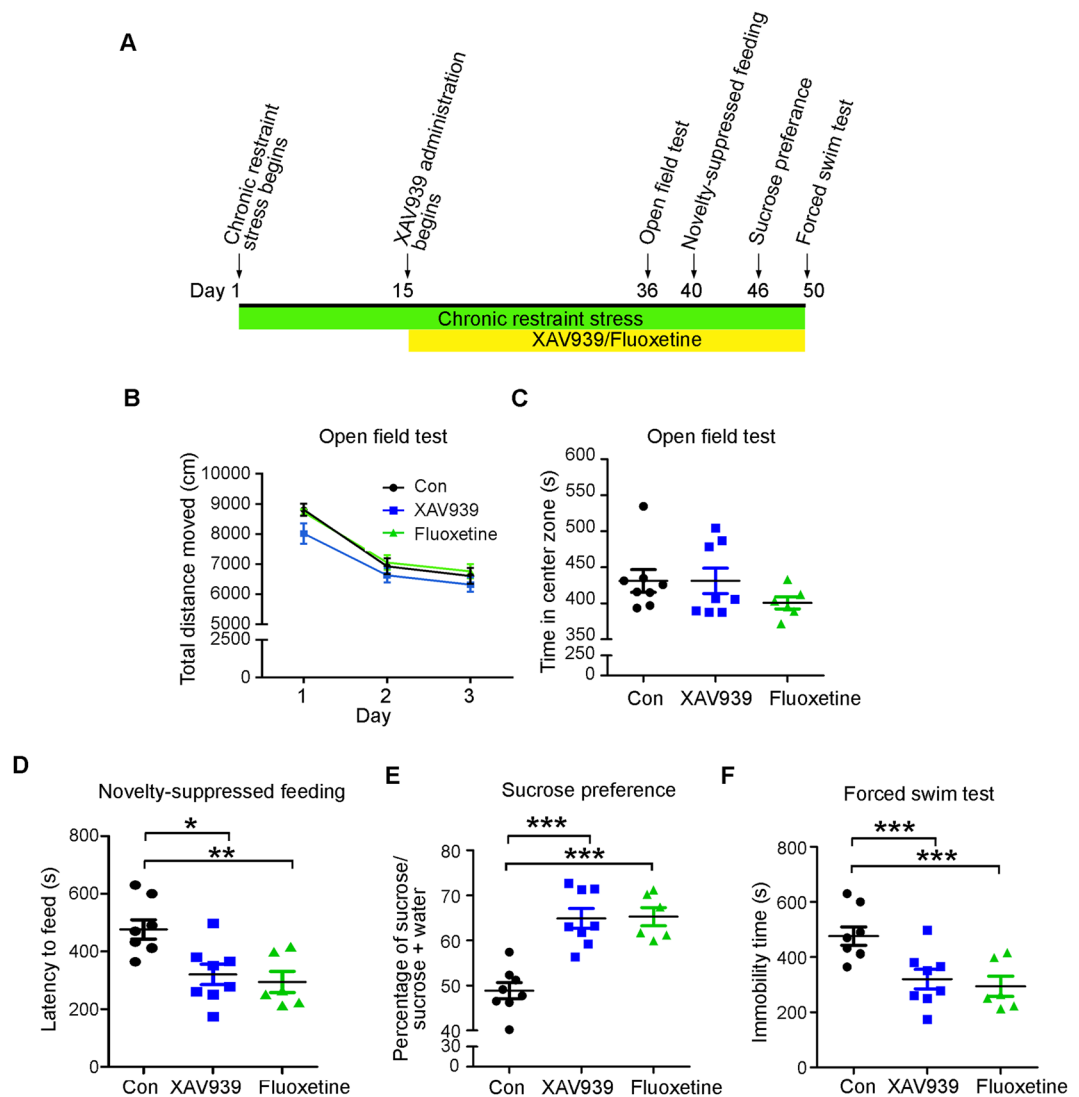 A
Chronic restraint
stress begins
XAV939 administration
begins
Open field test
Novelty-suppressed feeding
Sucrose preferance
Forced swim test
Day 1 15 36 40 46 50
Chronic restraint stress
XAV939/Fluoxetine
B
Open field test
Total distance moved (cm)
10000
9000
8000
7000
6000
5000
2500
0
Con
XAV939
Fluoxetine
1 2 3
Day
C
Open field test
Time in center zone (s)
600
550
500
450
400
350
250
0
Con XAV939 Fluoxetine
D
Novelty-suppressed feeding
Latency to feed (s)
800
600
400
200
0
*
**
Con XAV939 Fluoxetine
E
Sucrose preference
Percentage of sucrose/
sucrose + water
80
70
60
50
40
30
0
***
***
Con XAV939 Fluoxetine
F
Forced swim test
Immobility time (s)
800
600
400
200
0
***
***
Con XAV939 Fluoxetine